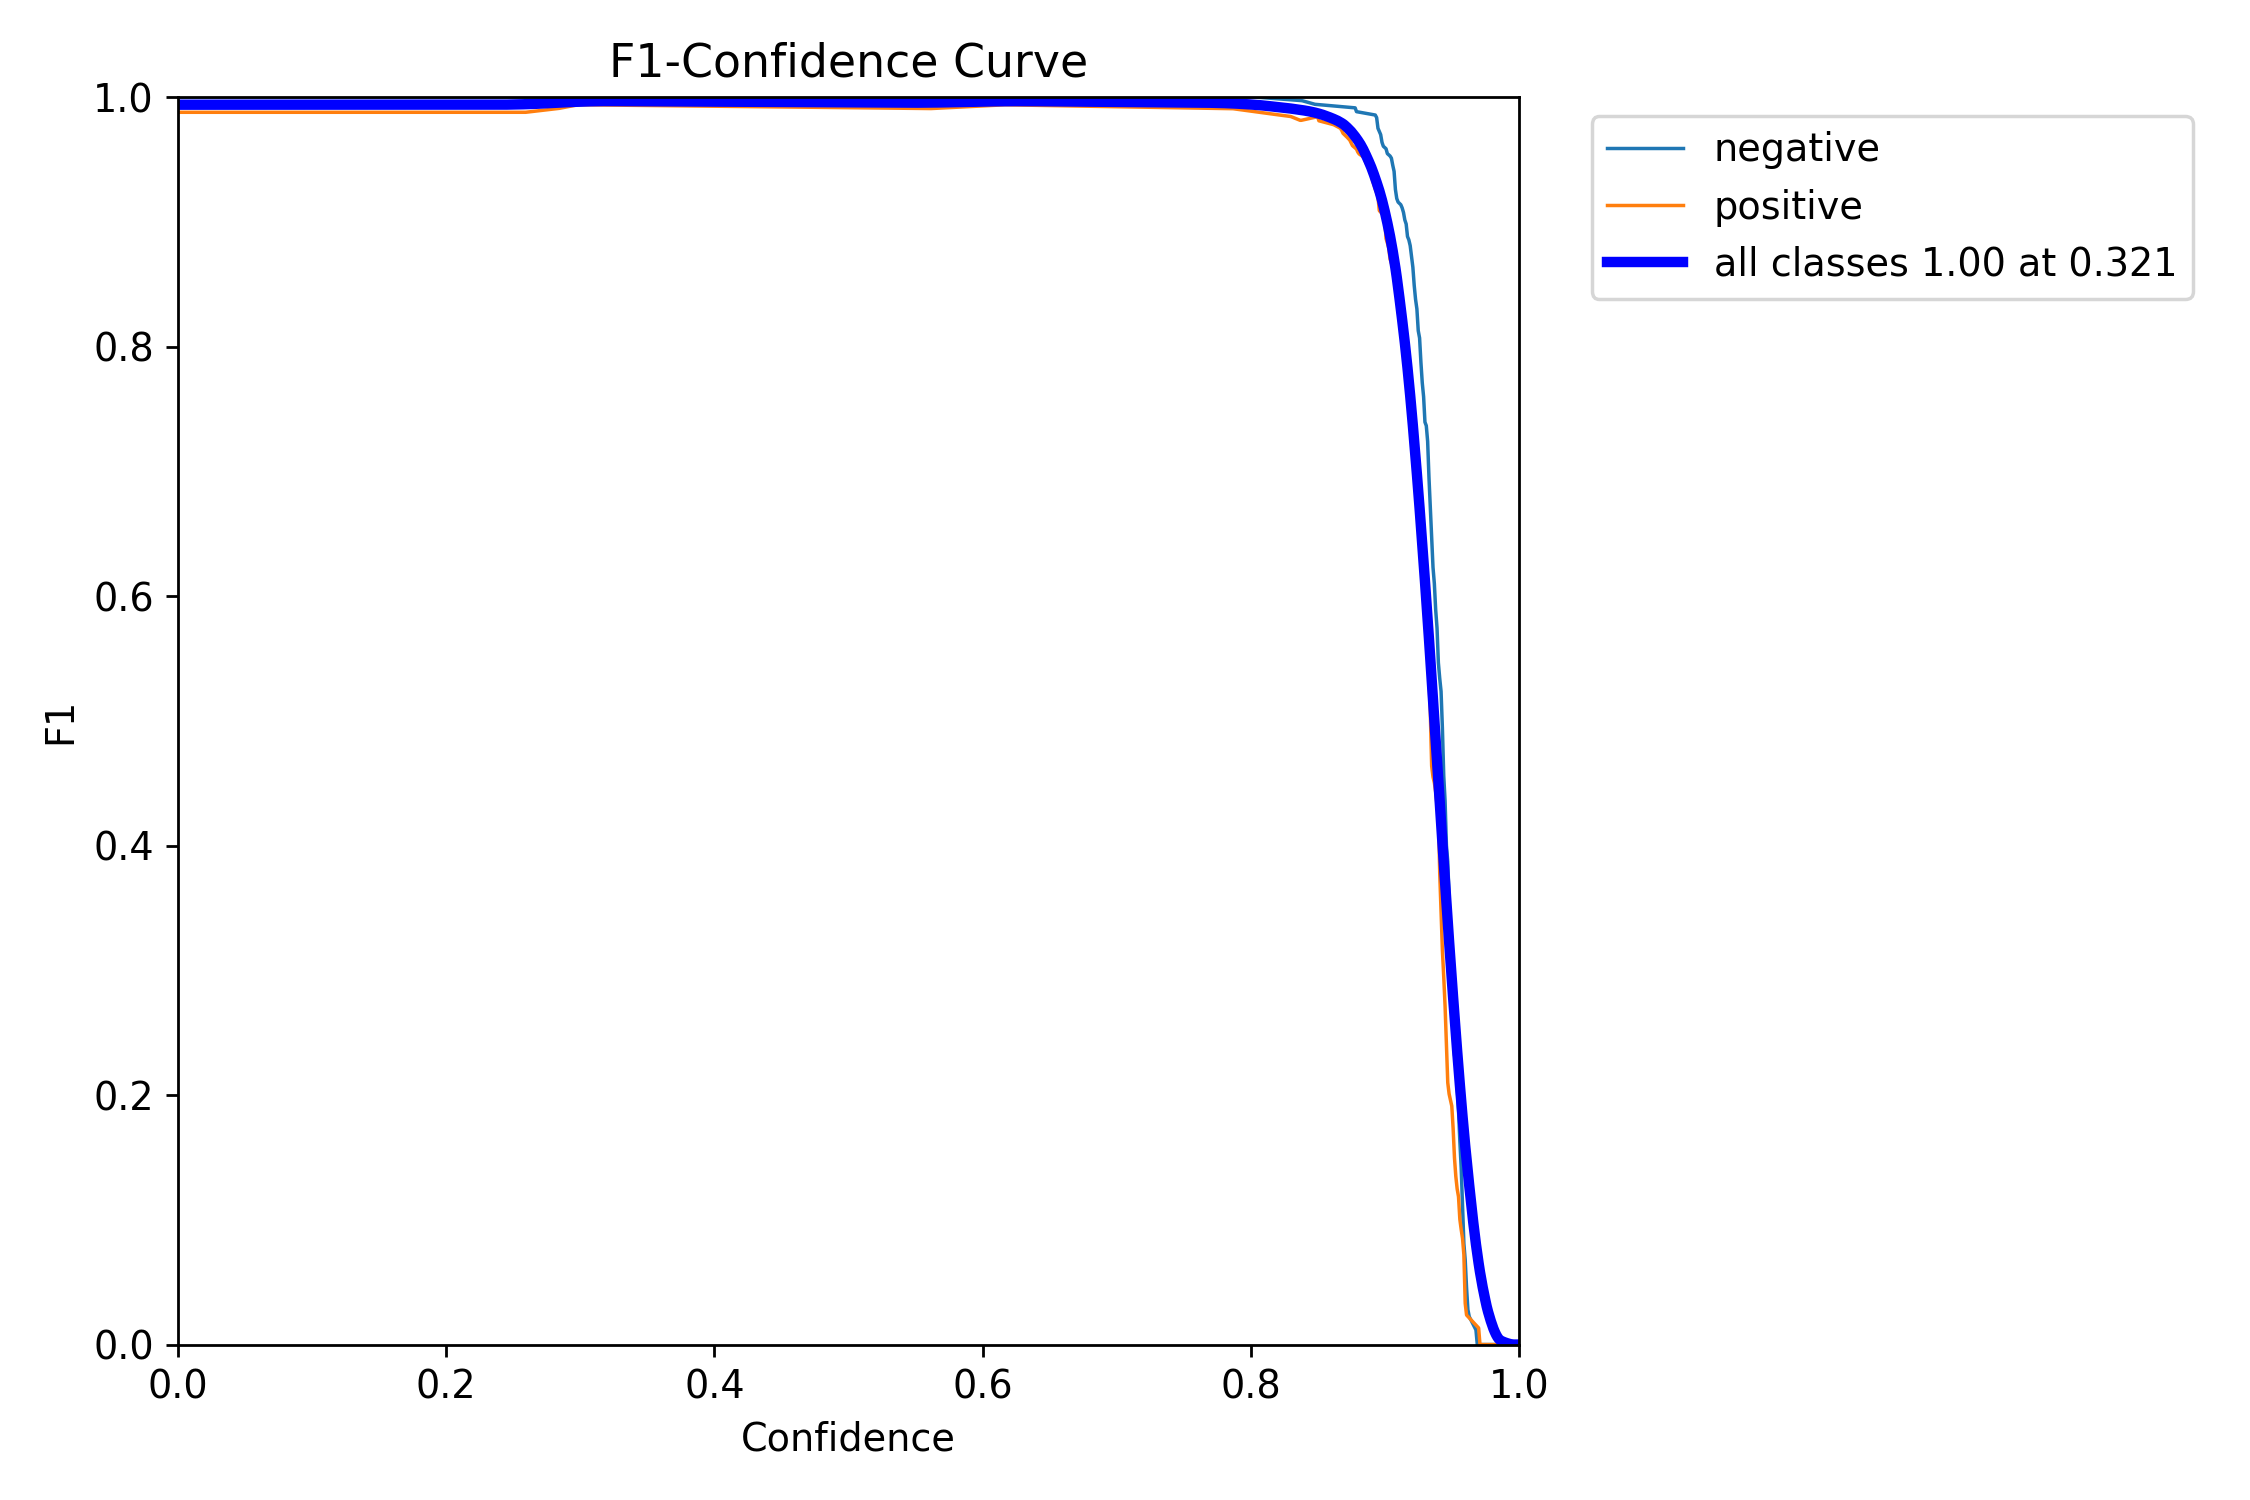 F1-Confidence Curve
1.0
0.8
0.6
0.4
0.2
0.0
F1
0.0 0.2 0.4 0.6 0.8 1.0
Confidence
negative
positive
all classes 1.00 at 0.321